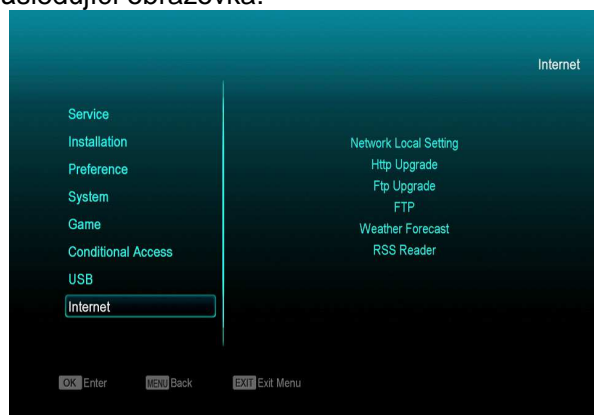 následující obrazovka:
Internet
Service
Installation
Preference
System
Game
Conditional Access
USB
Internet
Network Local Setting
Http Upgrade
Ftp Upgrade
FTP
Weather Forecast
RSS Reader
OK Enter MENU Back EXIT Exit Menu